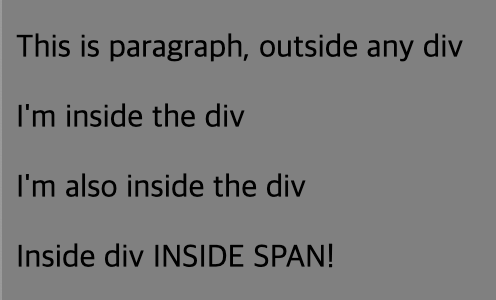 This is paragraph, outside any div
I'm inside the div
I'm also inside the div
Inside div INSIDE SPAN!